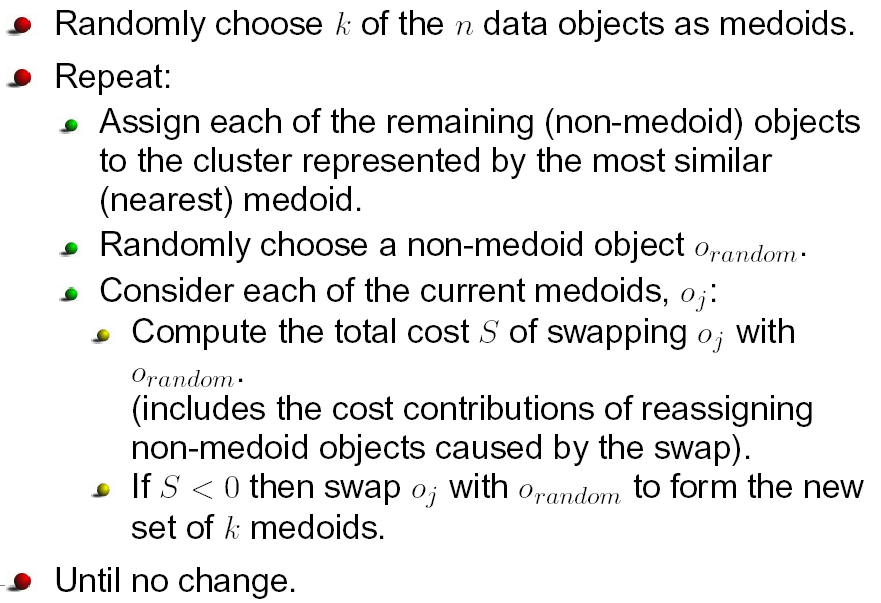 Randomly choose k of the n data objects as medoids.
Repeat:
Assign each of the remaining (non-medoid) objects
to the cluster represented by the most similar
(nearest) medoid.
Randomly choose a non-medoid object o_random.
Consider each of the current medoids, o_j:
Compute the total cost S of swapping o_j with
o_random.
(includes the cost contributions of reassigning
non-medoid objects caused by the swap).
If S < 0 then swap o_j with o_random to form the new
set of k medoids.
Until no change.